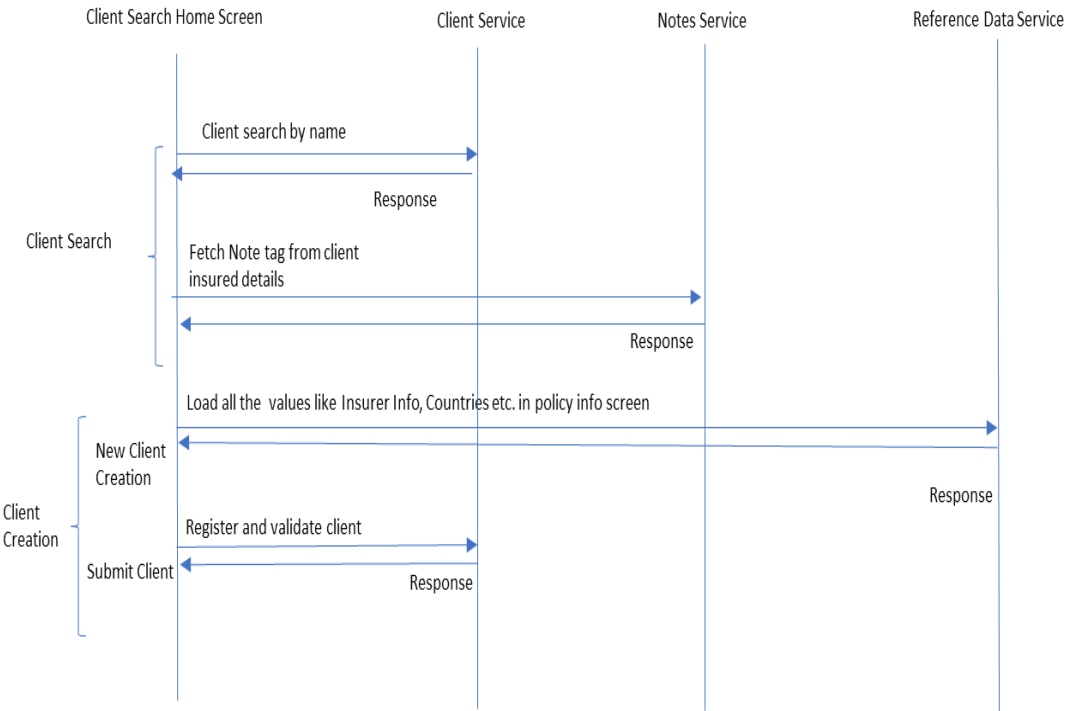 Client Search Home Screen
Client Service
Notes Service
Reference Data Service
Client search by name
Response
Client Search
Fetch Note tag from client
insured details
Response
Load all the values like Insurer Info, Countries etc. in policy info screen
New Client
Creation
Response
Client
Creation
Register and validate client
Submit Client
Response